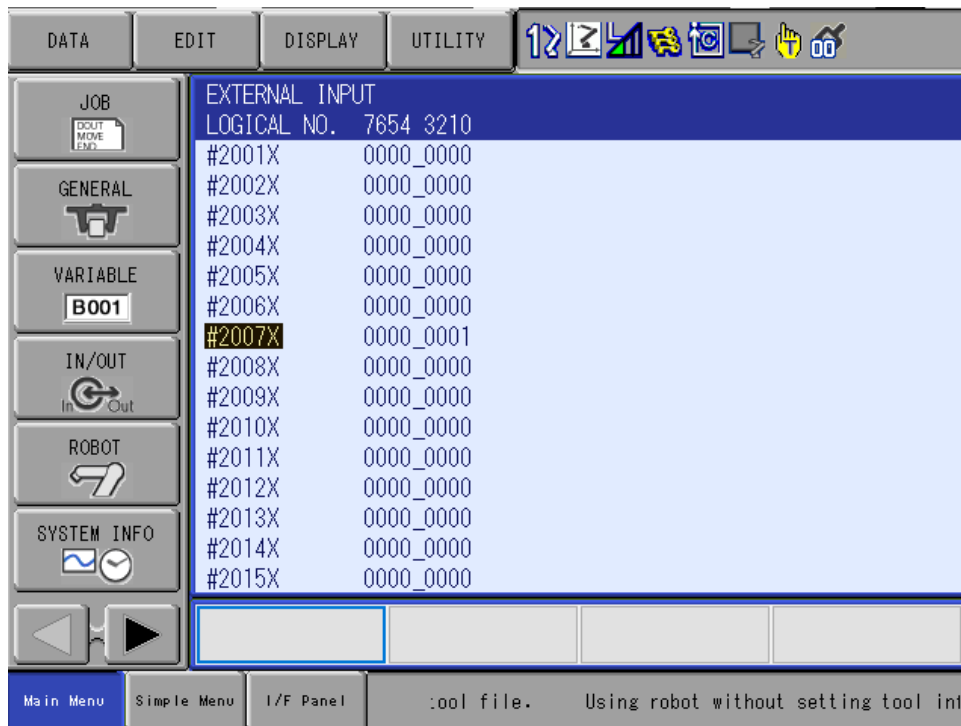 DATA EDIT DISPLAY UTILITY
JOB
DOUT
MOVE
END
GENERAL
VARIABLE
B001
IN/OUT
In Out
ROBOT
SYSTEM INFO
EXTERNAL INPUT
LOGICAL NO. 7654 3210
#2001X 0000_0000
#2002X 0000_0000
#2003X 0000_0000
#2004X 0000_0000
#2005X 0000_0000
#2006X 0000_0000
#2007X 0000_0001
#2008X 0000_0000
#2009X 0000_0000
#2010X 0000_0000
#2011X 0000_0000
#2012X 0000_0000
#2013X 0000_0000
#2014X 0000_0000
#2015X 0000_0000
Main Menu Simple Menu I/F Panel tool file. Using robot without setting tool int